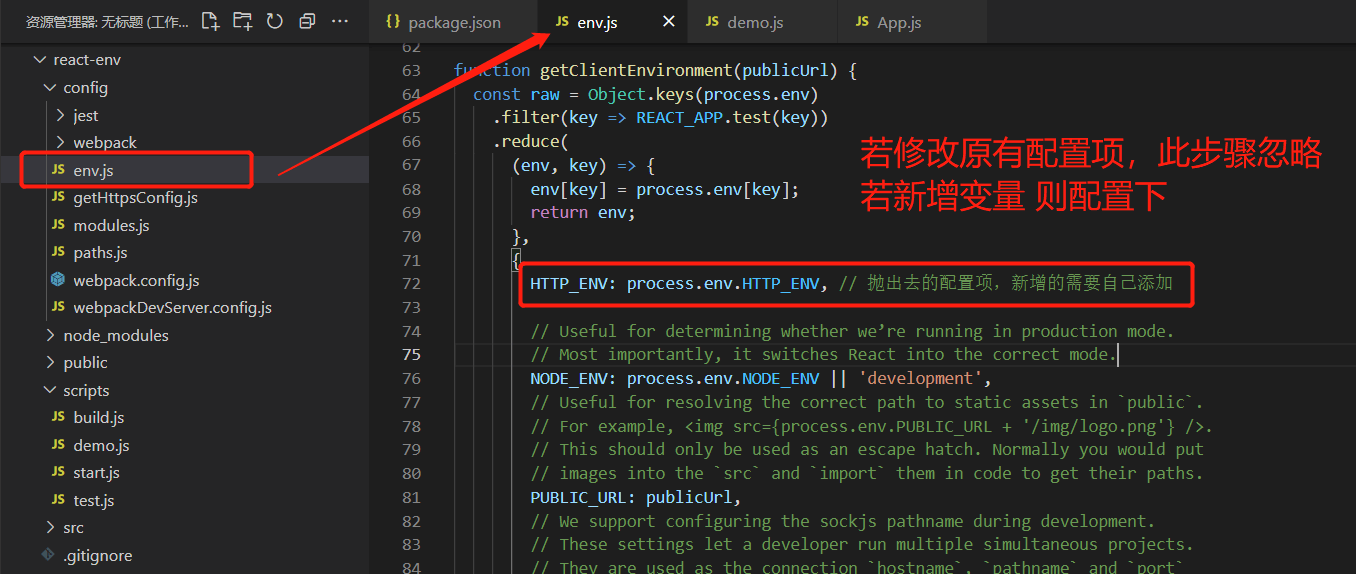 资源管理器: 无标题 (工作...
react-env
config
jest
webpack
JS env.js
JS getHttpsConfig.js
JS modules.js
JS paths.js
webpack.config.js
JS webpackDevServer.config.js
node_modules
public
scripts
JS build.js
JS demo.js
JS start.js
JS test.js
src
.gitignore
{} package.json
JS env.js
JS demo.js
JS App.js
62
63 function getClientEnvironment(publicUrl) {
64 const raw = Object.keys(process.env)
65 .filter(key => REACT_APP.test(key))
66 .reduce(
67 (env, key) => {
68 env[key] = process.env[key];
69 return env;
70 },
71 {
72 HTTP_ENV: process.env.HTTP_ENV, // 抛出去的配置项，新增的需要自己添加
73
74 // Useful for determining whether we’re running in production mode.
75 // Most importantly, it switches React into the correct mode.
76 NODE_ENV: process.env.NODE_ENV || 'development',
77 // Useful for resolving the correct path to static assets in `public`.
78 // For example, <img src={process.env.PUBLIC_URL + '/img/logo.png'} />.
79 // This should only be used as an escape hatch. Normally you would put
80 // images into the `src` and `import` them in code to get their paths.
81 PUBLIC_URL: publicUrl,
82 // We support configuring the sockjs pathname during development.
83 // These settings let a developer run multiple simultaneous projects.
84 // They are used as the connection `hostname`, `pathname` and `port`
若修改原有配置项，此步骤忽略
若新增变量 则配置下